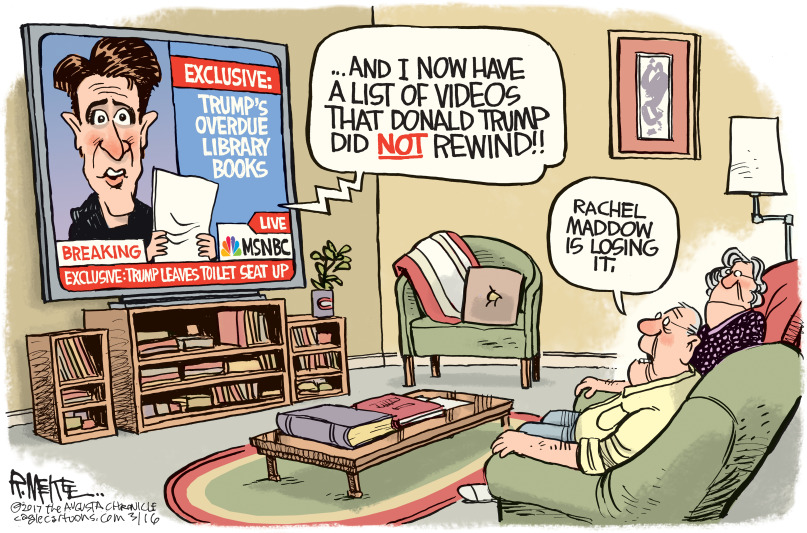 ...AND I NOW HAVE
A LIST OF VIDEOS
THAT DONALD TRUMP
DID NOT REWIND!!
EXCLUSIVE:
TRUMP'S
OVERDUE
LIBRARY
BOOKS
LIVE
BREAKING
MSNBC
EXCLUSIVE: TRUMP LEAVES TOILET SEAT UP
RACHEL
MADDOW
IS LOSING
IT.
©2017 THE AUGUSTA CHRONICLE
caglecartoons.com 3/16